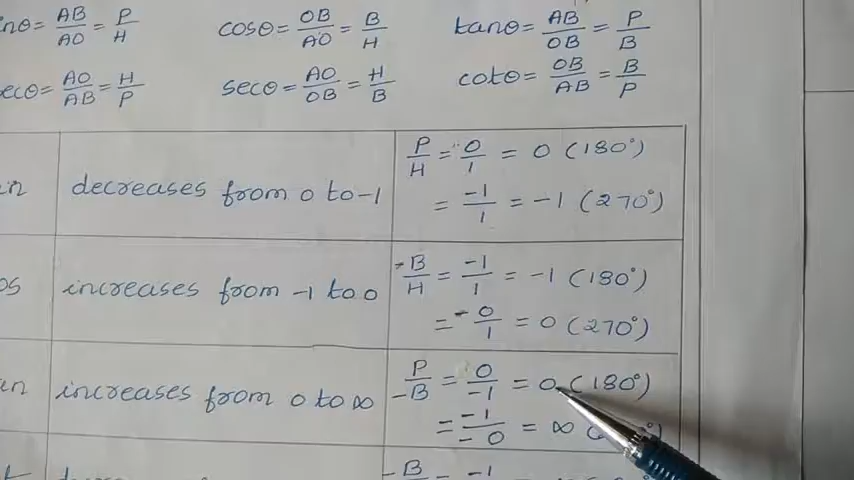 nθ = AB/AO = P/H cosθ = OB/AO = B/H tanθ = AB/OB = P/B
ecθ = AO/AB = H/P secθ = AO/OB = H/B cotθ = OB/AB = B/P
n decreases from 0 to -1 P/H = 0/1 = 0 (180°)
= -1/1 = -1 (270°)
os increases from -1 to 0 -B/H = -1/1 = -1 (180°)
= -0/1 = 0 (270°)
an increases from 0 to ∞ P/-B = 0/-1 = 0 (180°)
= -1/-0 = ∞ (
-B -1